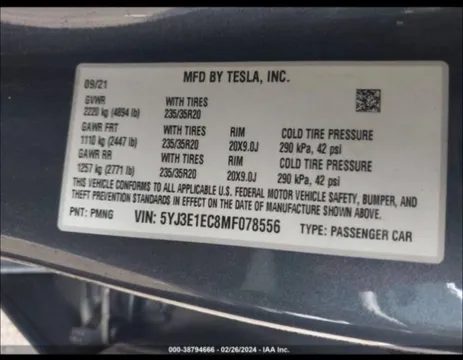 MFD BY TESLA, INC.
09/21
GVWR WITH TIRES
2220 kg (4894 lb) 235/35R20
GAWR FRT WITH TIRES RIM COLD TIRE PRESSURE
1110 kg (2447 lb) 235/35R20 20X9.0J 290 kPa, 42 psi
GAWR RR WITH TIRES RIM COLD TIRE PRESSURE
1257 kg (2771 lb) 235/35R20 20X9.0J 290 kPa, 42 psi
THIS VEHICLE CONFORMS TO ALL APPLICABLE U.S. FEDERAL MOTOR VEHICLE SAFETY, BUMPER, AND
THEFT PREVENTION STANDARDS IN EFFECT ON THE DATE OF MANUFACTURE SHOWN ABOVE.
PNT: PMNG VIN: 5YJ3E1EC8MF078556 TYPE: PASSENGER CAR
000-38794666 - 02/26/2024 - IAA Inc.